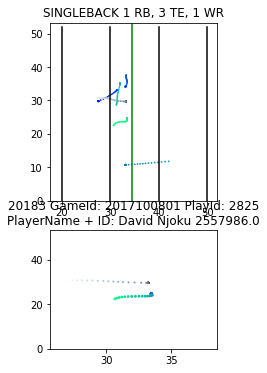 SINGLEBACK 1 RB, 3 TE, 1 WR
50
40
30
20
10
0
20 30 40 50
20183 GameId: 2017100801 PlayId: 2825
PlayerName + ID: David Njoku 2557986.0
40
20
0
30 35